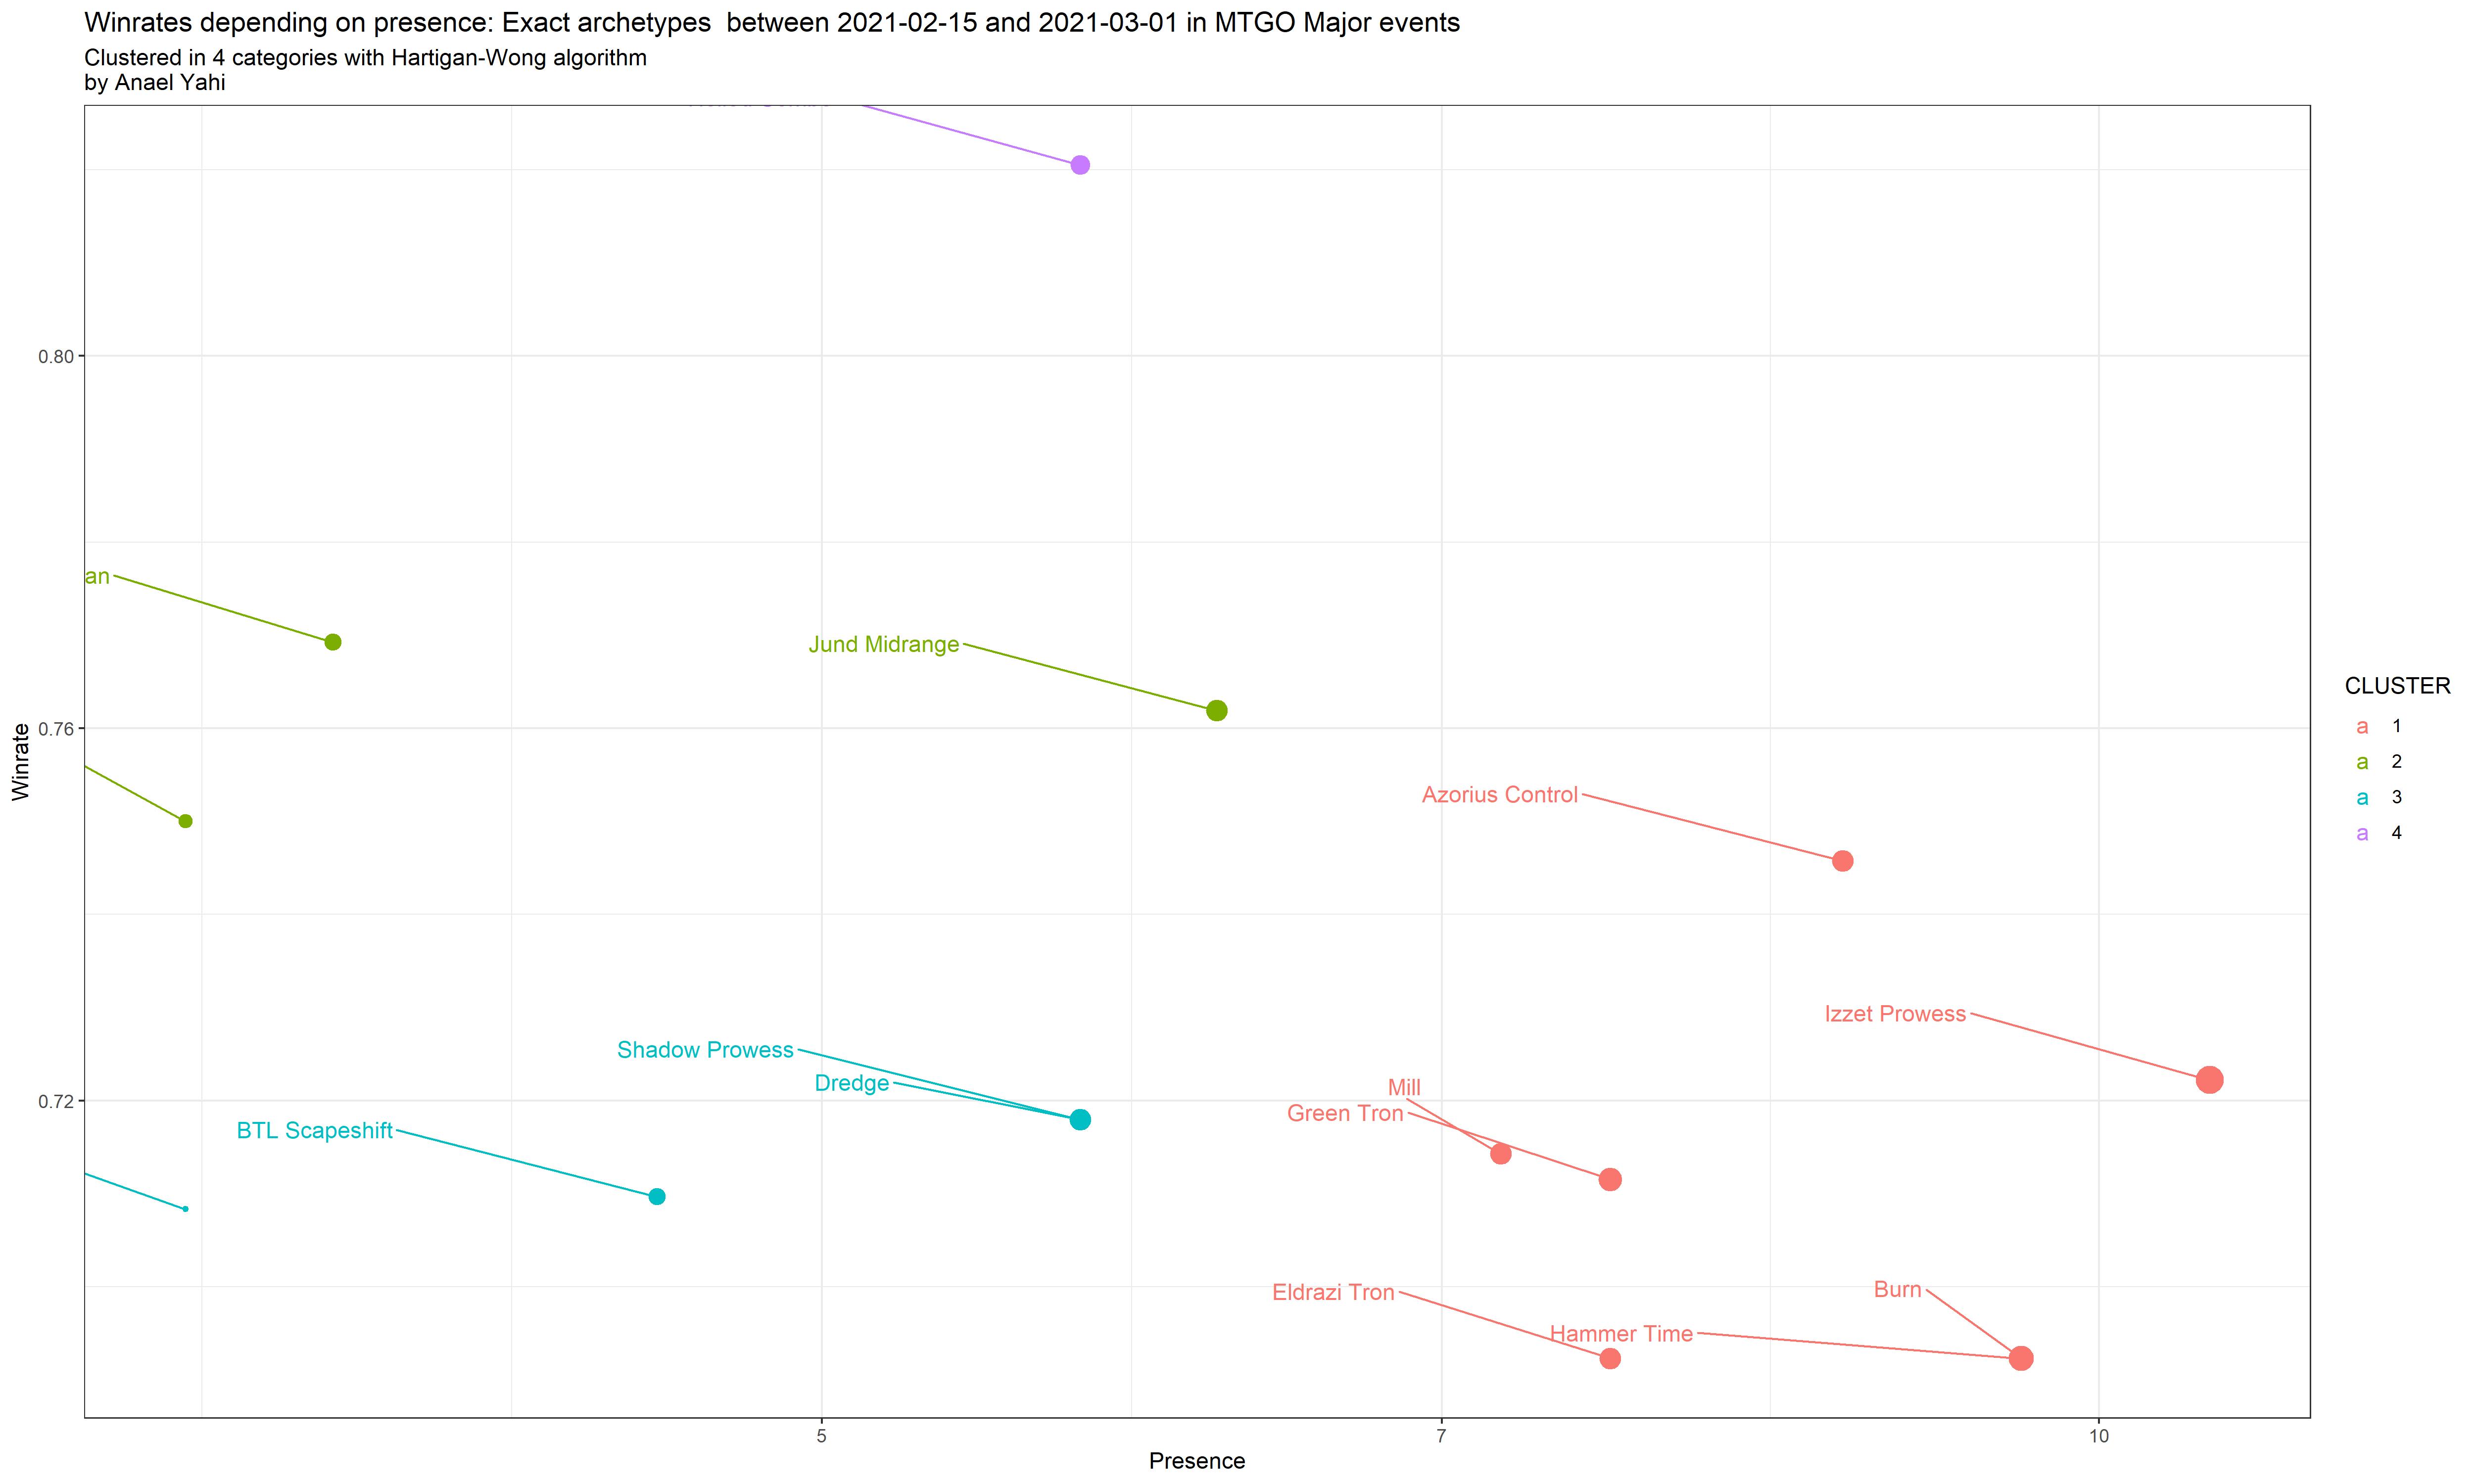 Winrates depending on presence: Exact archetypes  between 2021-02-15 and 2021-03-01 in MTGO Major events
Clustered in 4 categories with Hartigan-Wong algorithm
by Anael Yahi
0.80
an
Jund Midrange
0.76
Winrate
Azorius Control
Izzet Prowess
Shadow Prowess
Dredge
Mill
0.72
Green Tron
BTL Scapeshift
Eldrazi Tron
Burn
Hammer Time
5
7
10
Presence
CLUSTER
a 1
a 2
a 3
a 4